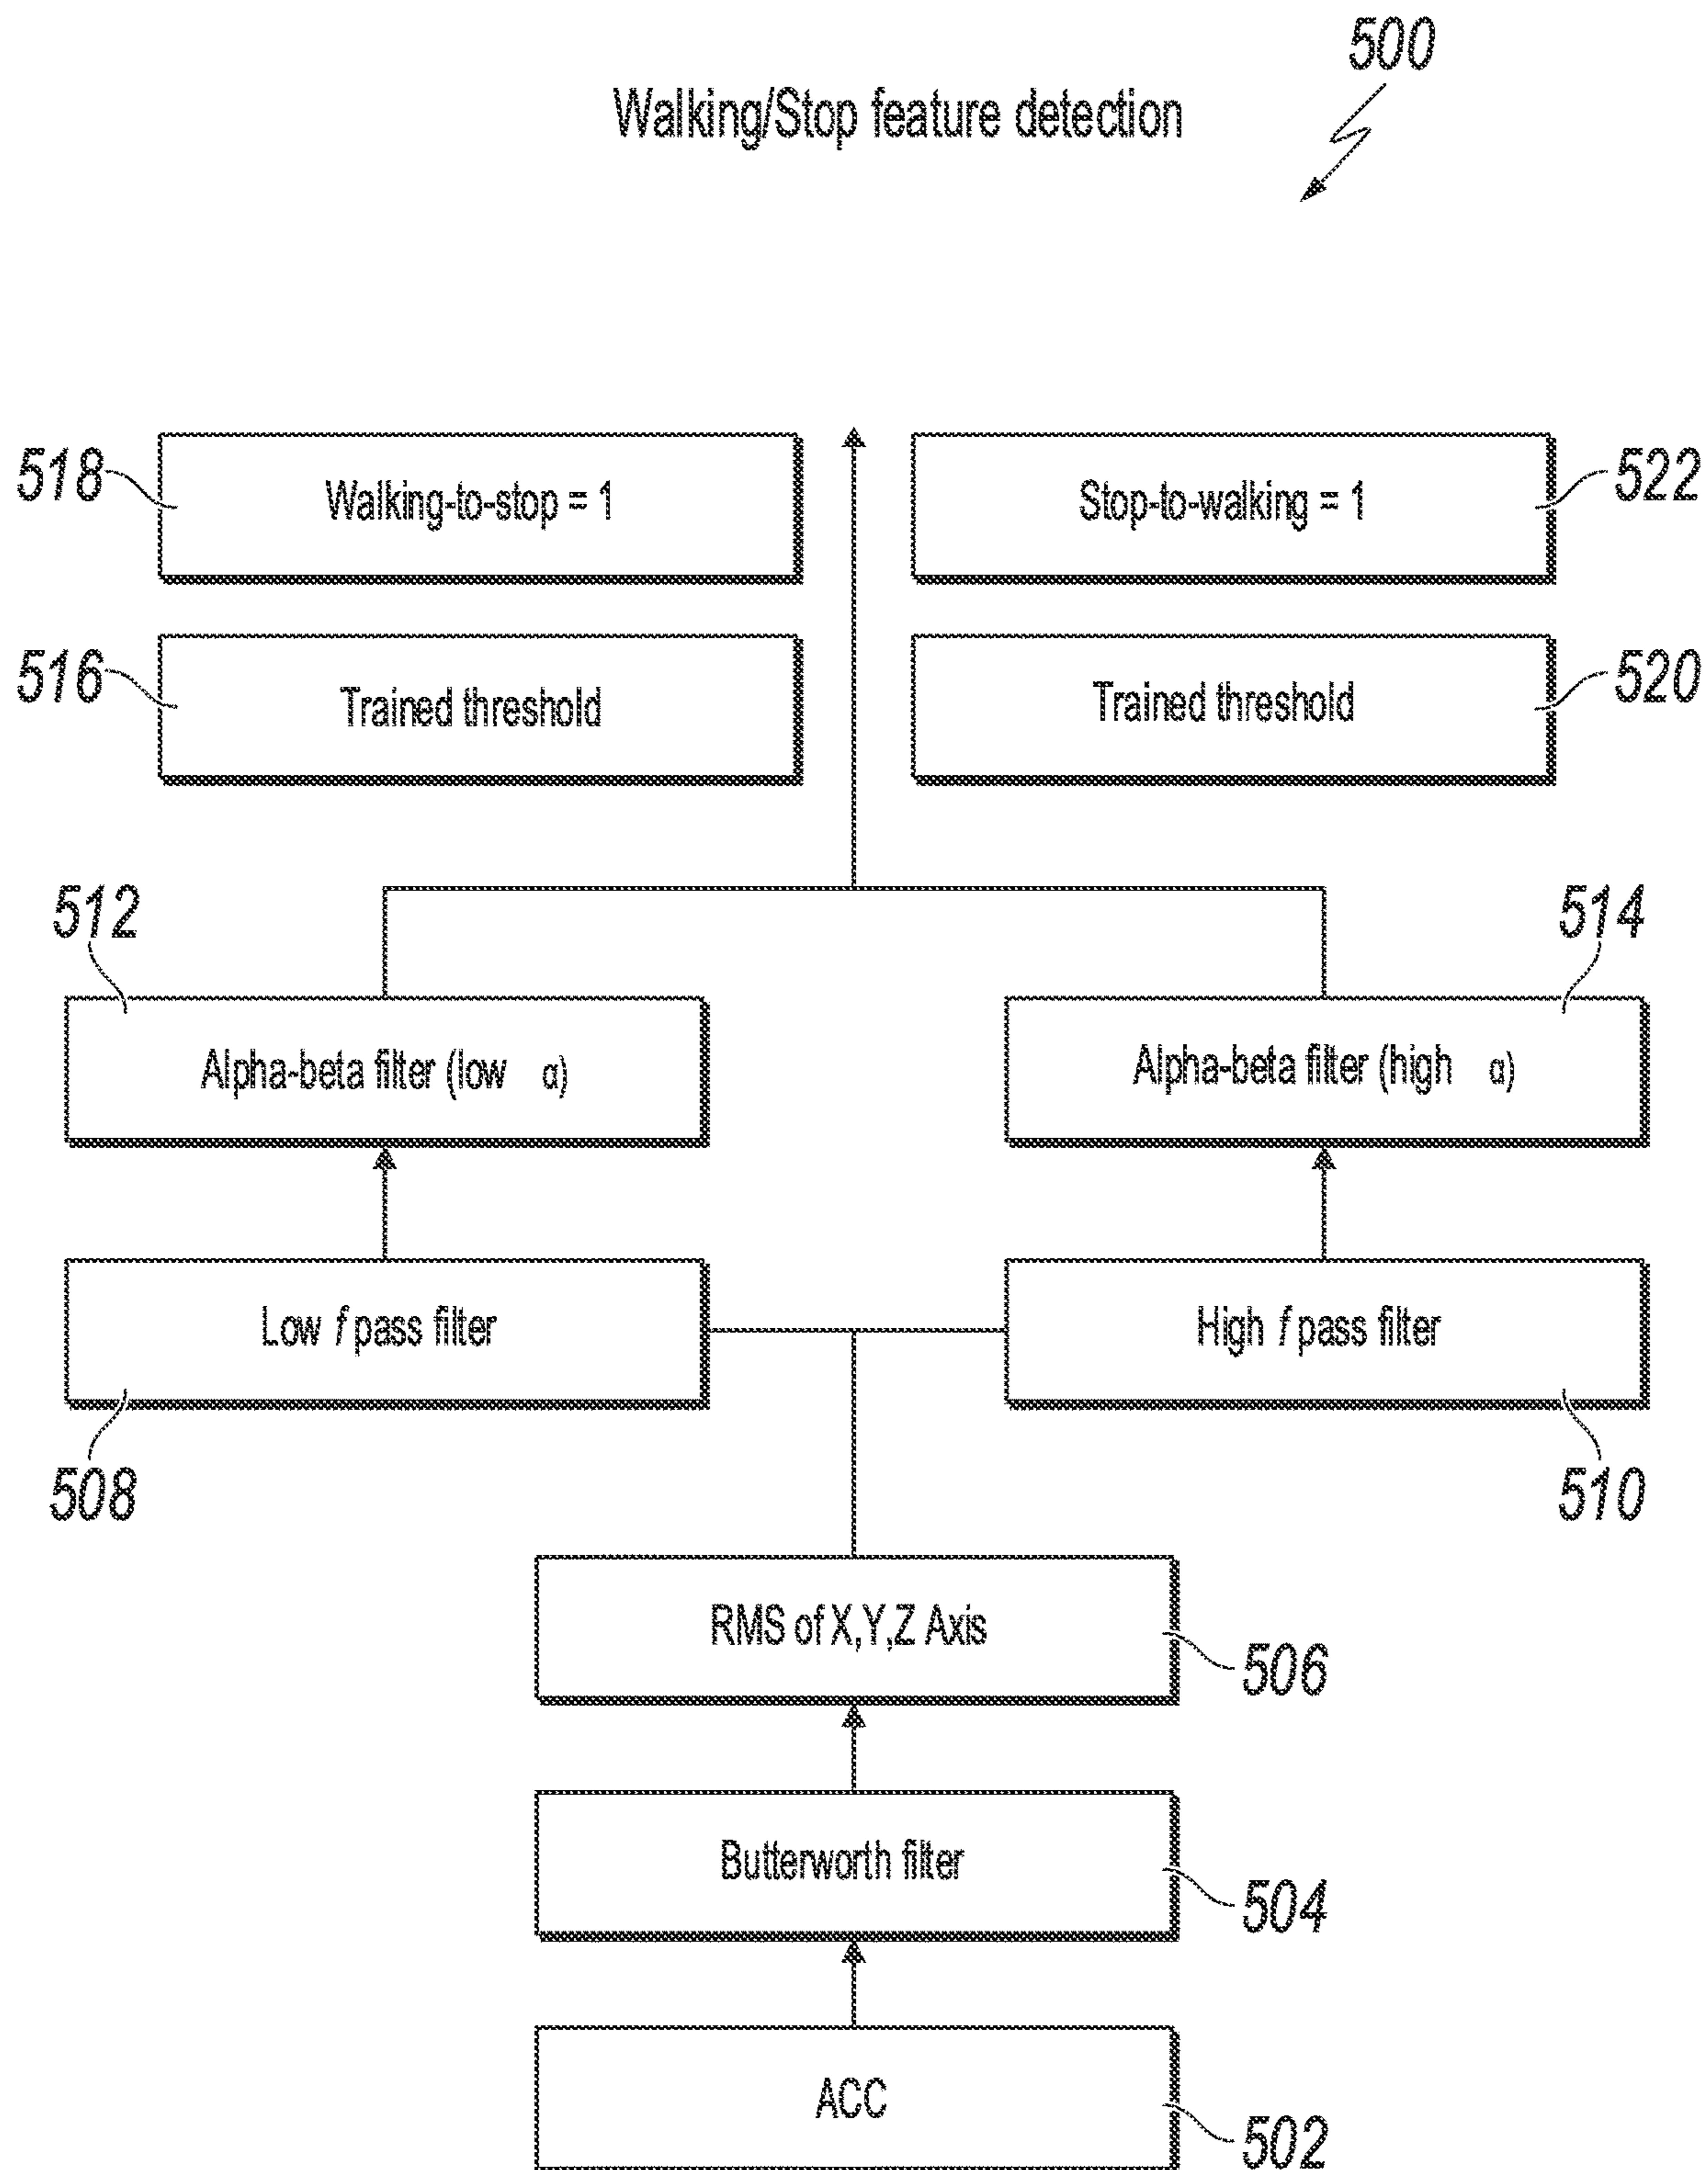 500
Walking/Stop feature detection
518
Walking-to-stop = 1
Stop-to-walking = 1
522
516
Trained threshold
Trained threshold
520
512
514
Alpha-beta filter (low α)
Alpha-beta filter (high α)
Low f pass filter
High f pass filter
508
510
RMS of X,Y,Z Axis
506
Butterworth filter
504
ACC
502